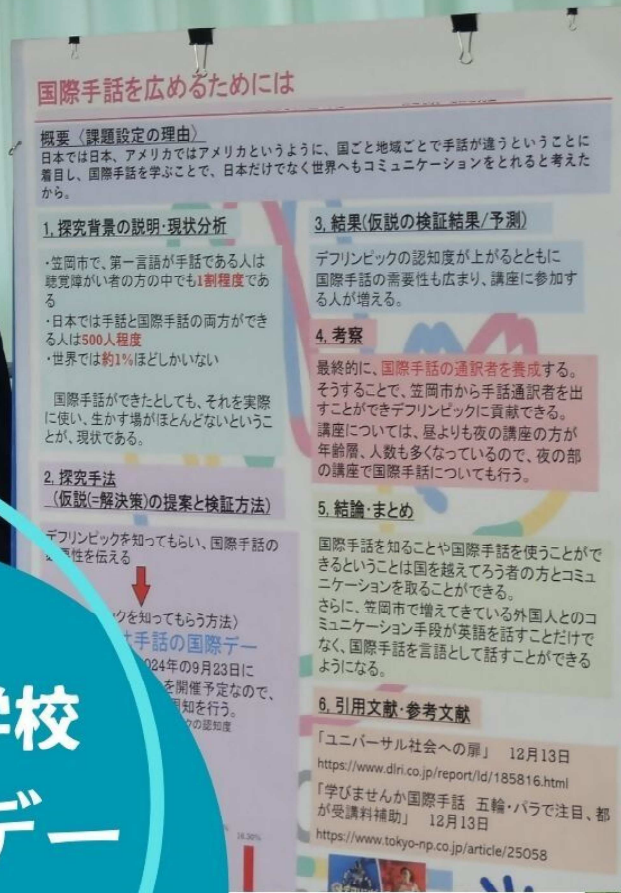 国際手話を広めるためには
概要〈課題設定の理由〉
日本では日本、アメリカではアメリカというように、国ごと地域ごとで手話が違うということに
着目し、国際手話を学ぶことで、日本だけでなく世界へもコミュニケーションをとれると考えた
から。
1, 探究背景の説明･現状分析
･笠岡市で、第一言語が手話である人は
聴覚障がい者の方の中でも1割程度であ
る
･日本では手話と国際手話の両方ができ
る人は500人程度
･世界では約1%ほどしかいない
国際手話ができたとしても、それを実際
に使い、生かす場がほとんどないというこ
とが、現状である。
2, 探究手法
（仮説(=解決策)の提案と検証方法）
デフリンピックを知ってもらい、国際手話の
性を伝える
クを知ってもらう方法〉
手話の国際デー
024年の9月23日に
を開催予定なので、
周知を行う。
クの認知度
16.30%
3, 結果(仮説の検証結果/予測)
デフリンピックの認知度が上がるとともに
国際手話の需要性も広まり、講座に参加す
る人が増える。
4, 考察
最終的に、国際手話の通訳者を養成する。
そうすることで、笠岡市から手話通訳者を出
すことができデフリンピックに貢献できる。
講座については、昼よりも夜の講座の方が
年齢層、人数も多くなっているので、夜の部
の講座で国際手話についても行う。
5, 結論･まとめ
国際手話を知ることや国際手話を使うことがで
きるということは国を越えてろう者の方とコミュ
ニケーションを取ることができる。
さらに、笠岡市で増えてきている外国人とのコ
ミュニケーション手段が英語を話すことだけで
なく、国際手話を言語として話すことができる
ようになる。
6, 引用文献･参考文献
「ユニバーサル社会への扉」 12月13日
https://www.dlri.co.jp/report/ld/185816.html
「学びませんか国際手話 五輪・パラで注目、都
が受講料補助」 12月13日
https://www.tokyo-np.co.jp/article/25058
学校
デー